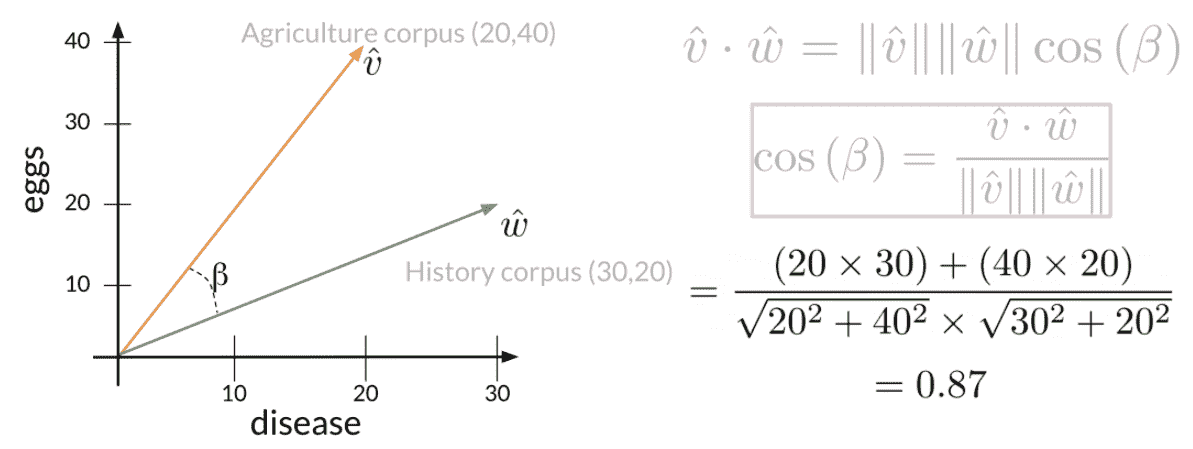 Agriculture corpus (20,40)
40
30
20
10
eggs
v̂
ŵ
β
History corpus (30,20)
10
20
30
disease
v̂ · ŵ = ‖v̂‖‖ŵ‖ cos (β)
cos (β) = v̂ · ŵ / ‖v̂‖‖ŵ‖
= (20 × 30) + (40 × 20) / √20² + 40² × √30² + 20²
= 0.87